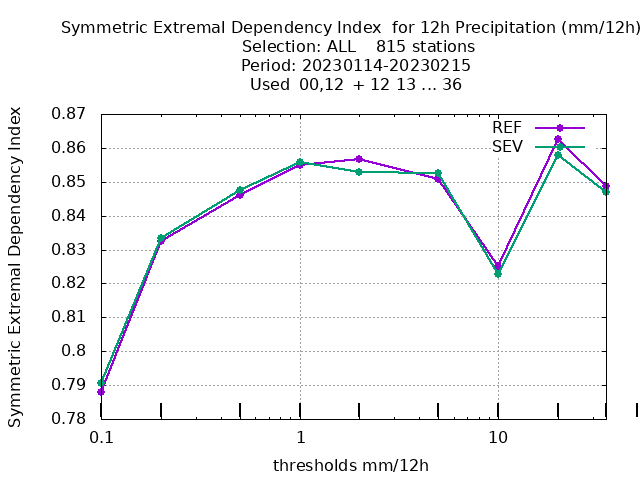 Symmetric Extremal Dependency Index  for 12h Precipitation (mm/12h)
Selection: ALL    815 stations
Period: 20230114-20230215
Used  00,12  + 12 13 ... 36
Symmetric Extremal Dependency Index
0.87
0.86
0.85
0.84
0.83
0.82
0.81
0.8
0.79
0.78
REF
SEV
0.1 1 10
thresholds mm/12h